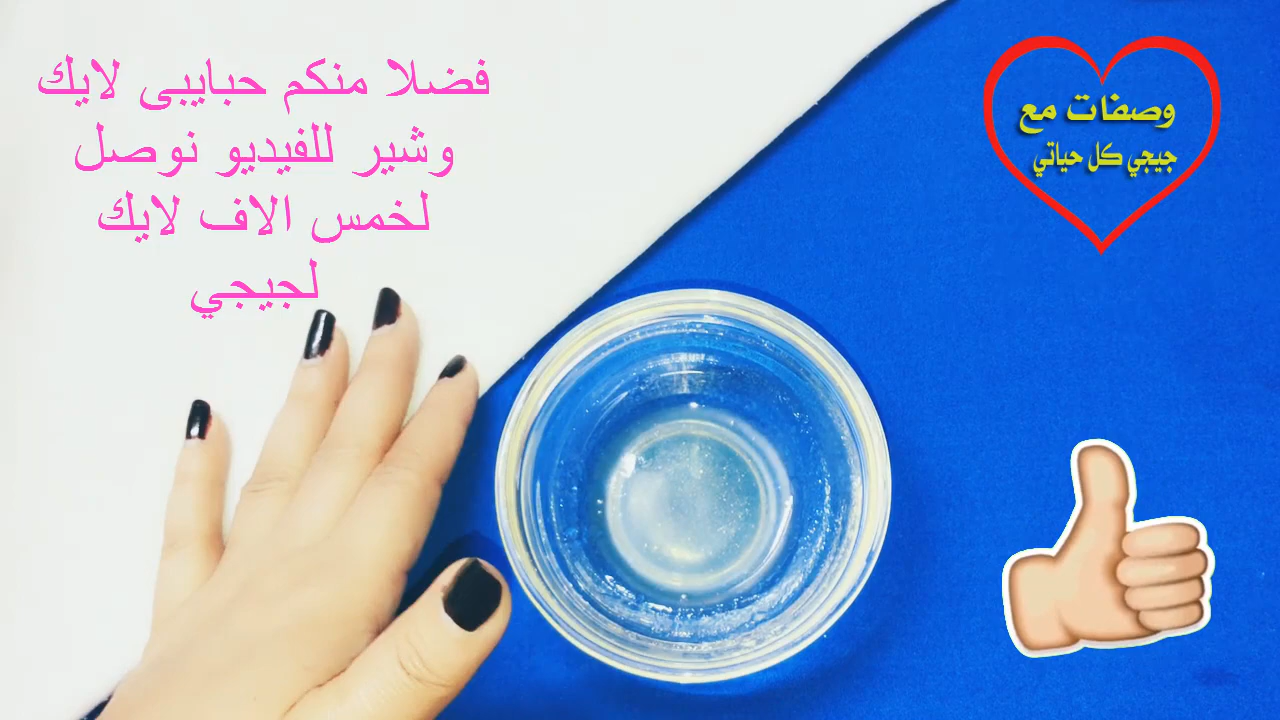 فضلا منكم حبايبى لايك
وشير للفيديو نوصل
لخمس الاف لايك
لجيجي
وصفات مع
جيجي كل حياتي